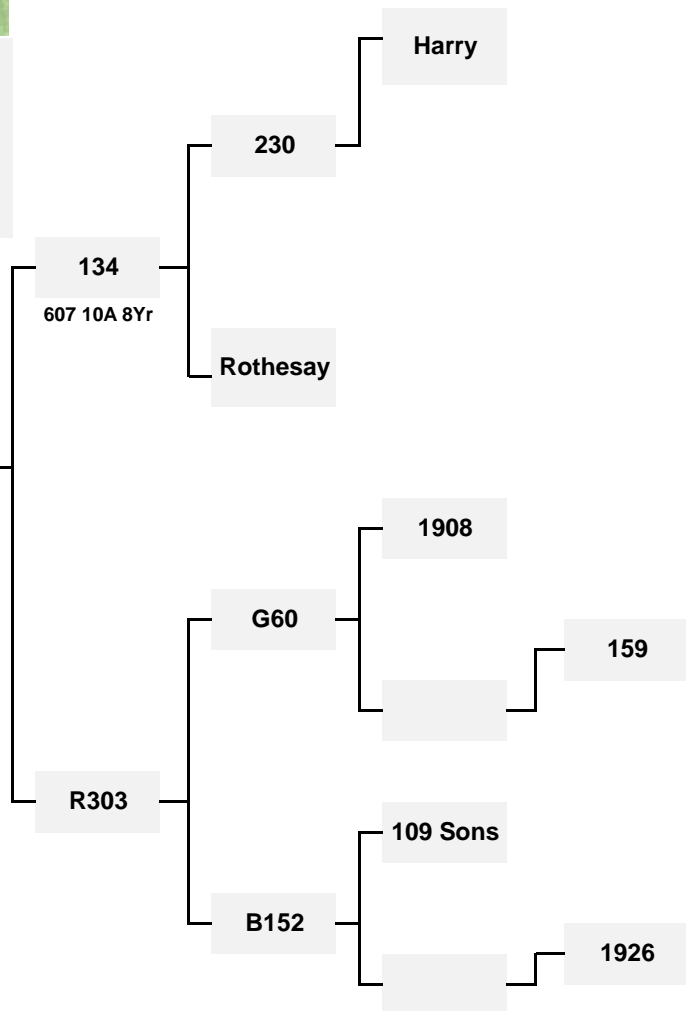 Harry
230
134
607 10A 8Yr
Rothesay
1908
G60
159
R303
109 Sons
B152
1926